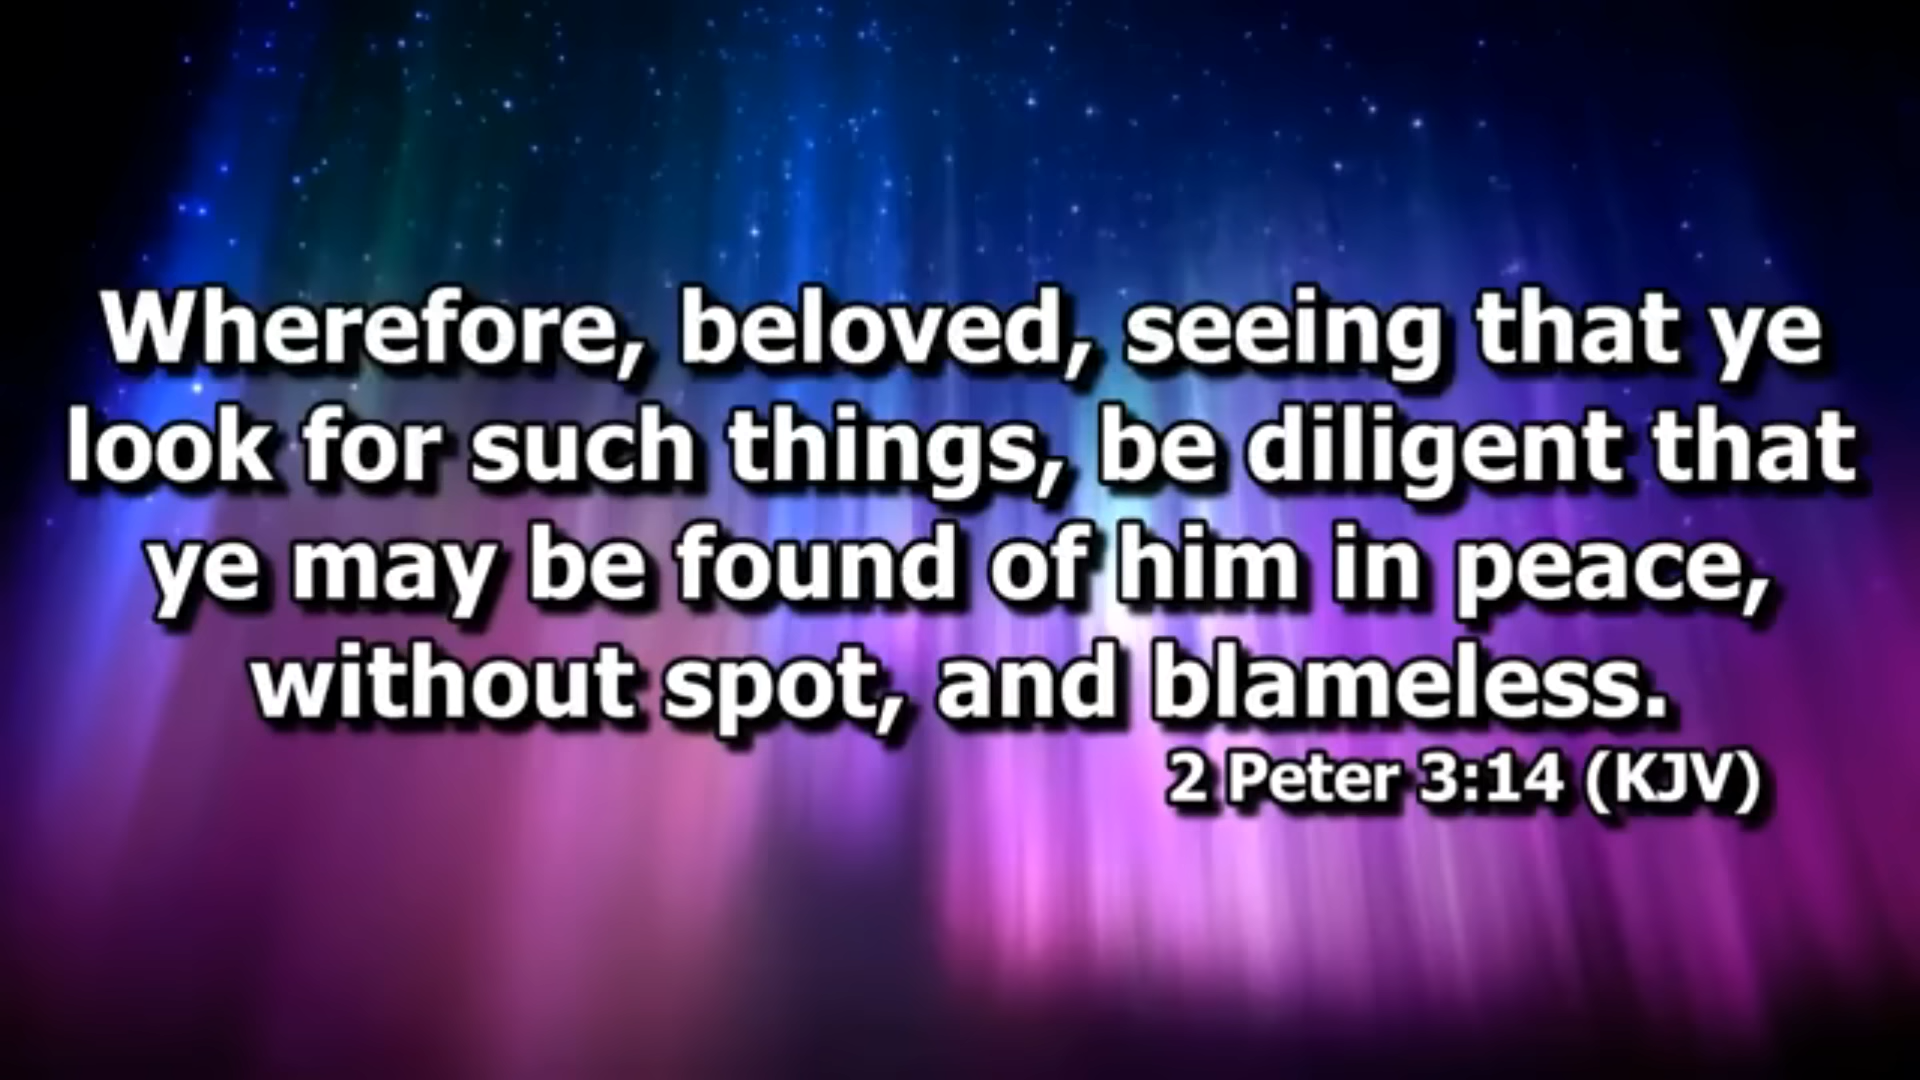 Wherefore, beloved, seeing that ye
look for such things, be diligent that
ye may be found of him in peace,
without spot, and blameless.
2 Peter 3:14 (KJV)